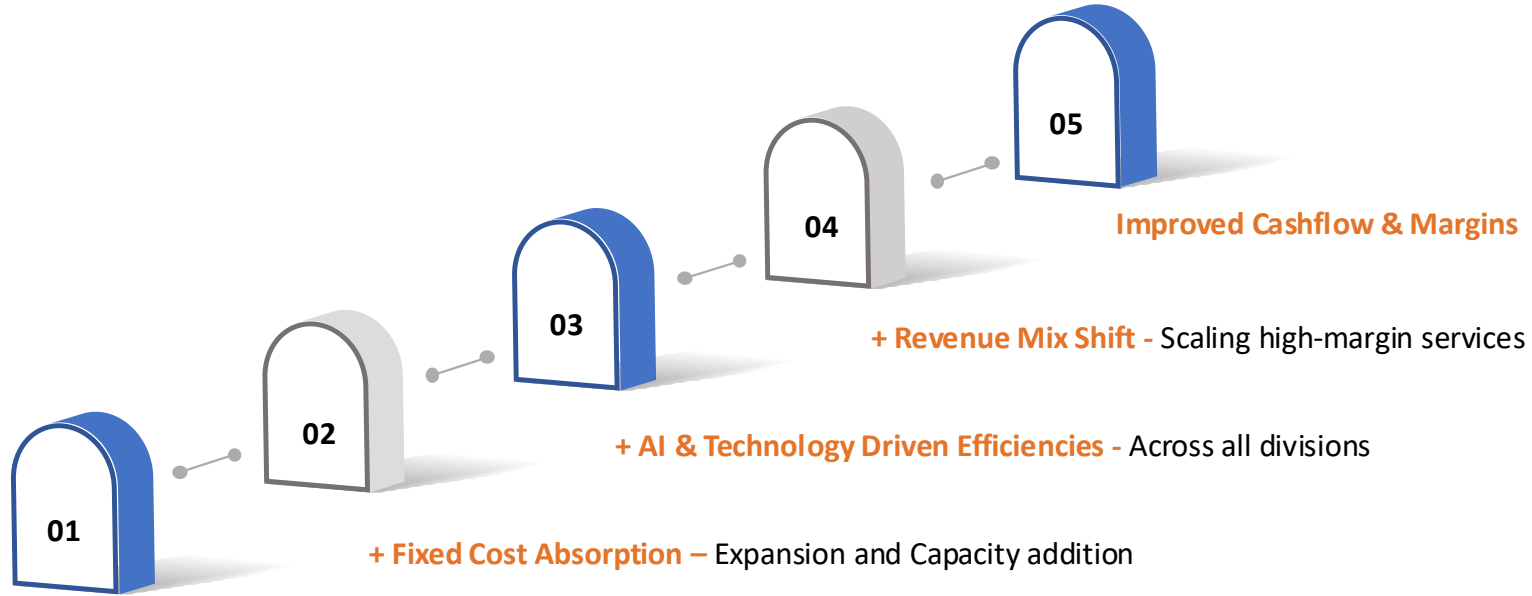 05
Improved Cashflow & Margins
04
+ Revenue Mix Shift - Scaling high-margin services
03
+ AI & Technology Driven Efficiencies - Across all divisions
02
+ Fixed Cost Absorption – Expansion and Capacity addition
01